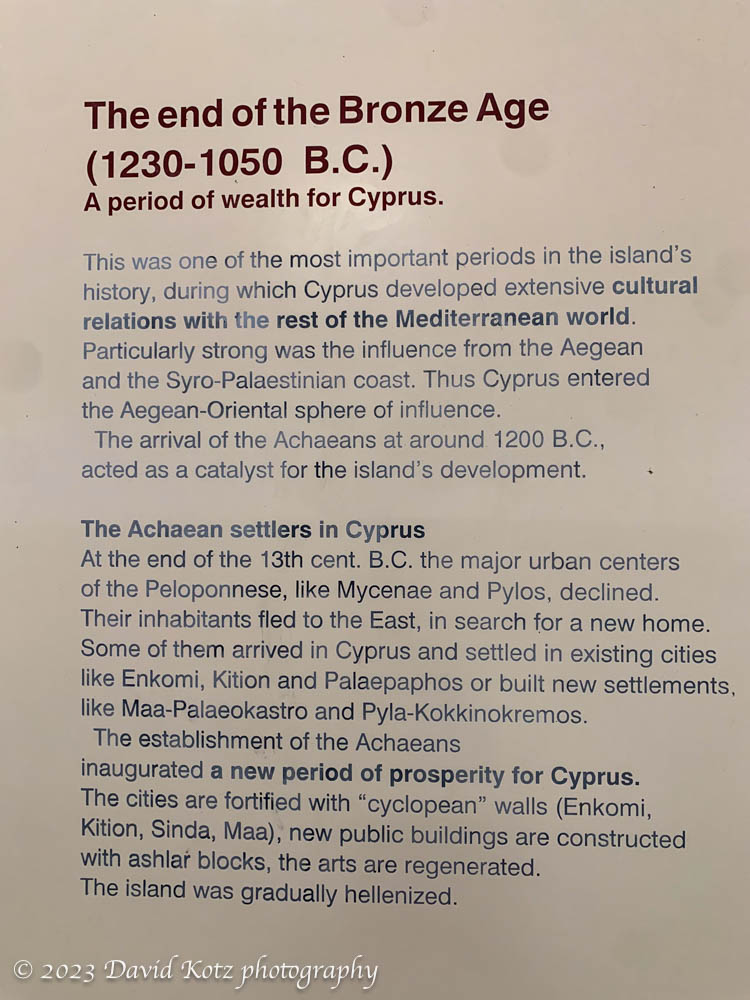 The end of the Bronze Age
(1230-1050 B.C.)
A period of wealth for Cyprus.
This was one of the most important periods in the island's
history, during which Cyprus developed extensive cultural
relations with the rest of the Mediterranean world.
Particularly strong was the influence from the Aegean
and the Syro-Palaestinian coast. Thus Cyprus entered
the Aegean-Oriental sphere of influence.
The arrival of the Achaeans at around 1200 B.C.,
acted as a catalyst for the island's development.
The Achaean settlers in Cyprus
At the end of the 13th cent. B.C. the major urban centers
of the Peloponnese, like Mycenae and Pylos, declined.
Their inhabitants fled to the East, in search for a new home.
Some of them arrived in Cyprus and settled in existing cities
like Enkomi, Kition and Palaepaphos or built new settlements,
like Maa-Palaeokastro and Pyla-Kokkinokremos.
The establishment of the Achaeans
inaugurated a new period of prosperity for Cyprus.
The cities are fortified with “cyclopean” walls (Enkomi,
Kition, Sinda, Maa), new public buildings are constructed
with ashlar blocks, the arts are regenerated.
The island was gradually hellenized.
© 2023 David Kotz photography